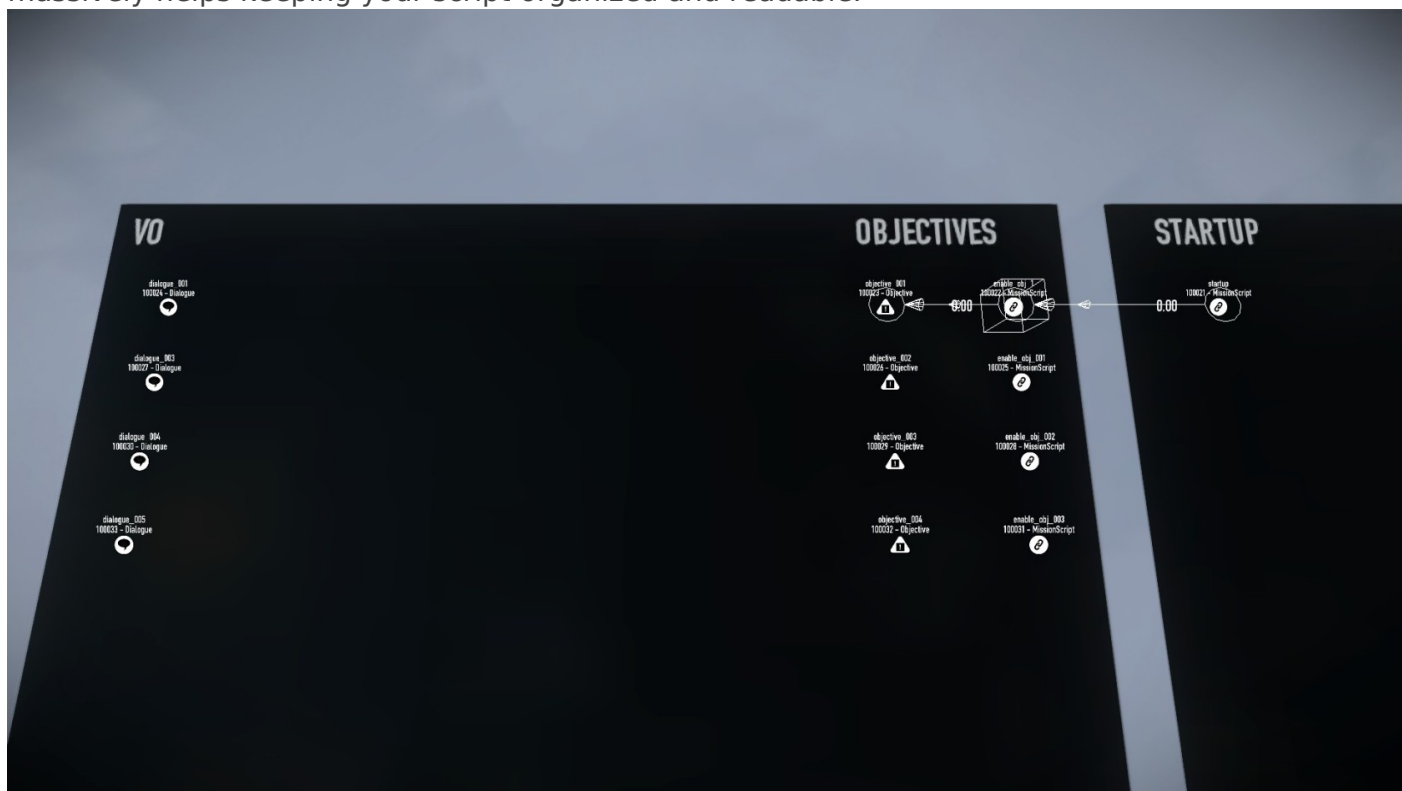 massively helps keeping your script organized and readable.
VO
OBJECTIVES
STARTUP
dialogue_001
100024 - Dialogue
objective_001
100023 - Objective
0.00
enable_obj
100022 - MissionScript
0.00
startup
100021 - MissionScript
dialogue_003
100027 - Dialogue
objective_002
100026 - Objective
enable_obj_001
100025 - MissionScript
dialogue_004
100030 - Dialogue
objective_003
100029 - Objective
enable_obj_002
100028 - MissionScript
dialogue_005
100033 - Dialogue
objective_004
100032 - Objective
enable_obj_003
100031 - MissionScript